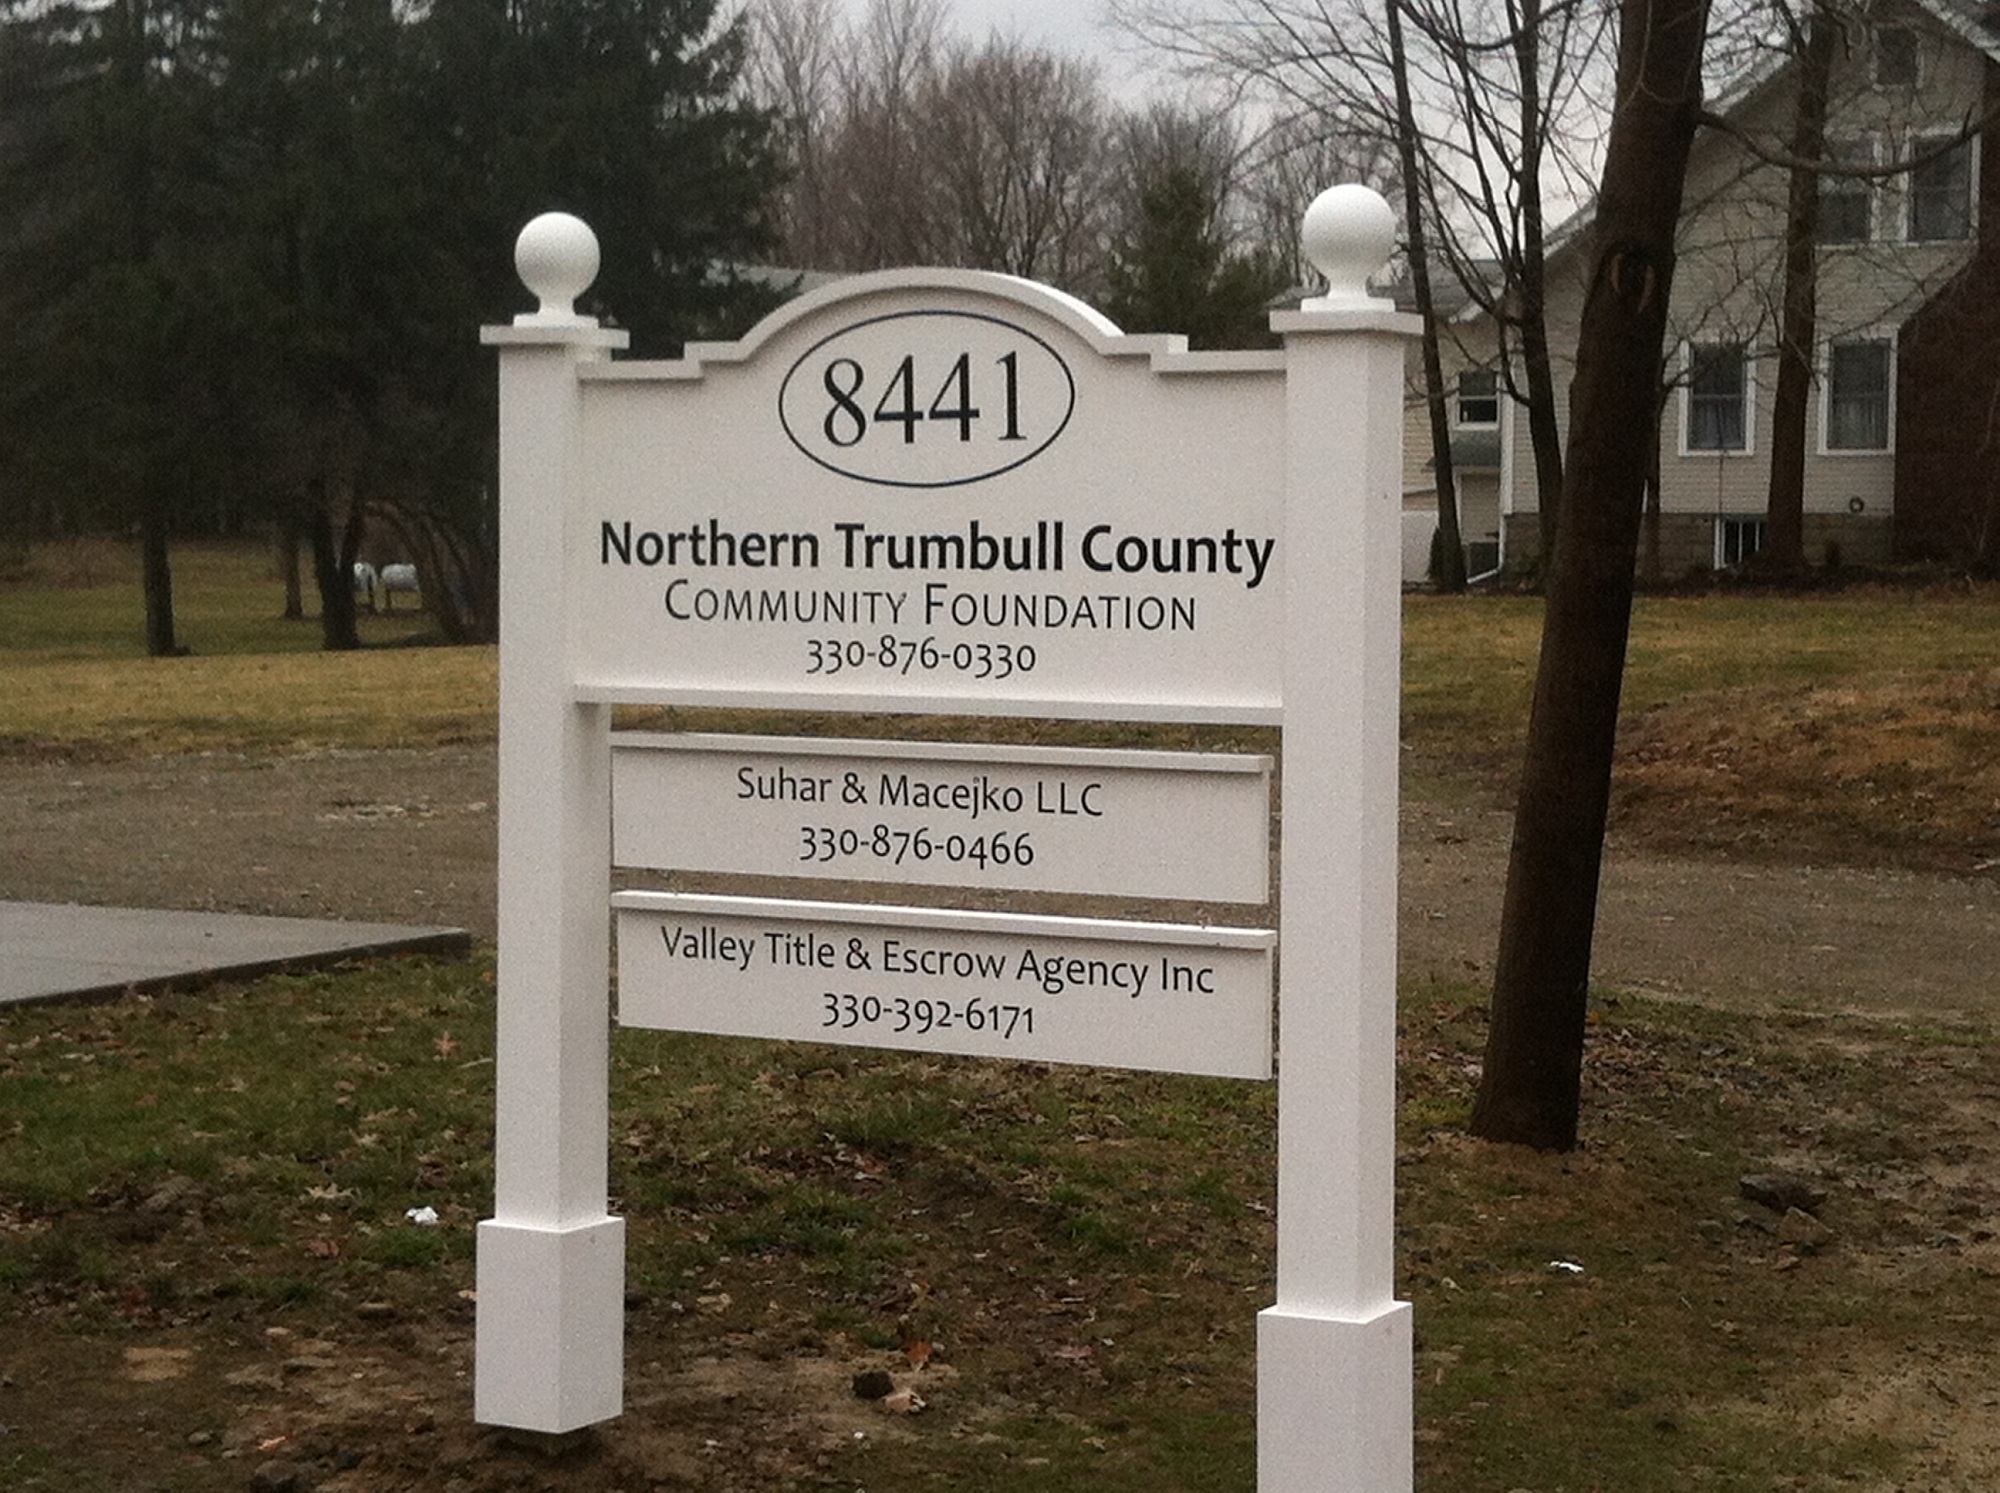 8441
Northern Trumbull County
COMMUNITY FOUNDATION
330-876-0330
Suhar & Macejko LLC
330-876-0466
Valley Title & Escrow Agency Inc
330-392-6171